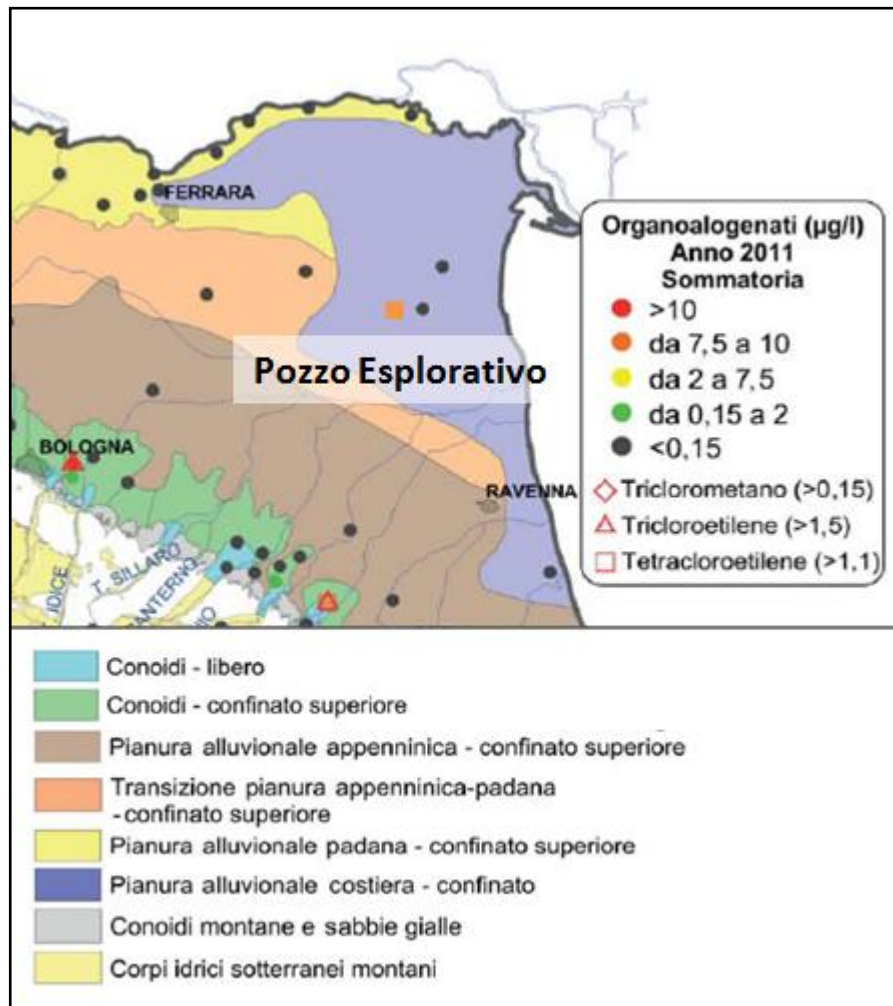 FERRARA
Organoalogenati (µg/l)
Anno 2011
Sommatoria
>10
da 7,5 a 10
da 2 a 7,5
da 0,15 a 2
<0,15
Triclorometano (>0,15)
Tricloroetilene (>1,5)
Tetracloroetilene (>1,1)
Pozzo Esplorativo
BOLOGNA
RAVENNA
T. SILLARO
IDICE
Conoidi - libero
Conoidi - confinato superiore
Pianura alluvionale appenninica - confinato superiore
Transizione pianura appenninica-padana
-confinato superiore
Pianura alluvionale padana - confinato superiore
Pianura alluvionale costiera - confinato
Conoidi montane e sabbie gialle
Corpi idrici sotterranei montani